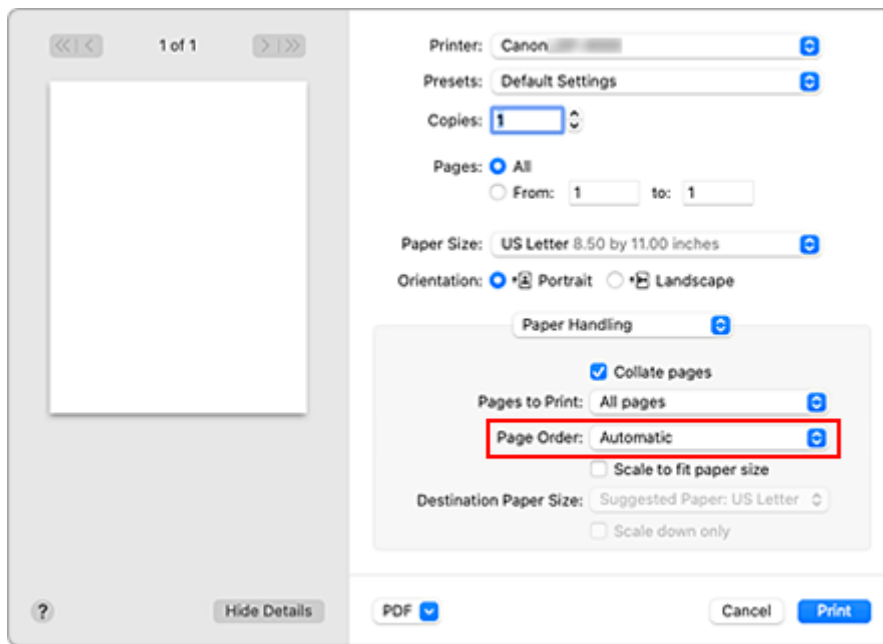 1 of 1
Printer: Canon
Presets: Default Settings
Copies: 1
Pages: All
From: 1 to: 1
Paper Size: US Letter 8.50 by 11.00 inches
Orientation: Portrait Landscape
Paper Handling
Collate pages
Pages to Print: All pages
Page Order: Automatic
Scale to fit paper size
Destination Paper Size: Suggested Paper: US Letter
Scale down only
? Hide Details PDF Cancel Print